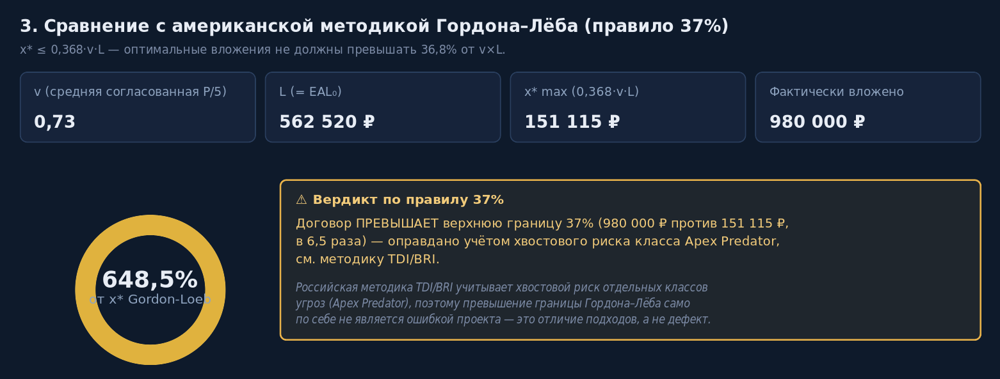 3. Сравнение с американской методикой Гордона–Лёба (правило 37%)
x* ≤ 0,368·v·L — оптимальные вложения не должны превышать 36,8% от v×L.
v (средняя согласованная P/5)
0,73
L (= EAL₀)
562 520 ₽
x* max (0,368·v·L)
151 115 ₽
Фактически вложено
980 000 ₽
648,5%
от x* Gordon-Loeb
⚠ Вердикт по правилу 37%
Договор ПРЕВЫШАЕТ верхнюю границу 37% (980 000 ₽ против 151 115 ₽,
в 6,5 раза) — оправдано учётом хвостового риска класса Apex Predator,
см. методику TDI/BRI.
Российская методика TDI/BRI учитывает хвостовой риск отдельных классов
угроз (Apex Predator), поэтому превышение границы Гордона–Лёба само
по себе не является ошибкой проекта — это отличие подходов, а не дефект.